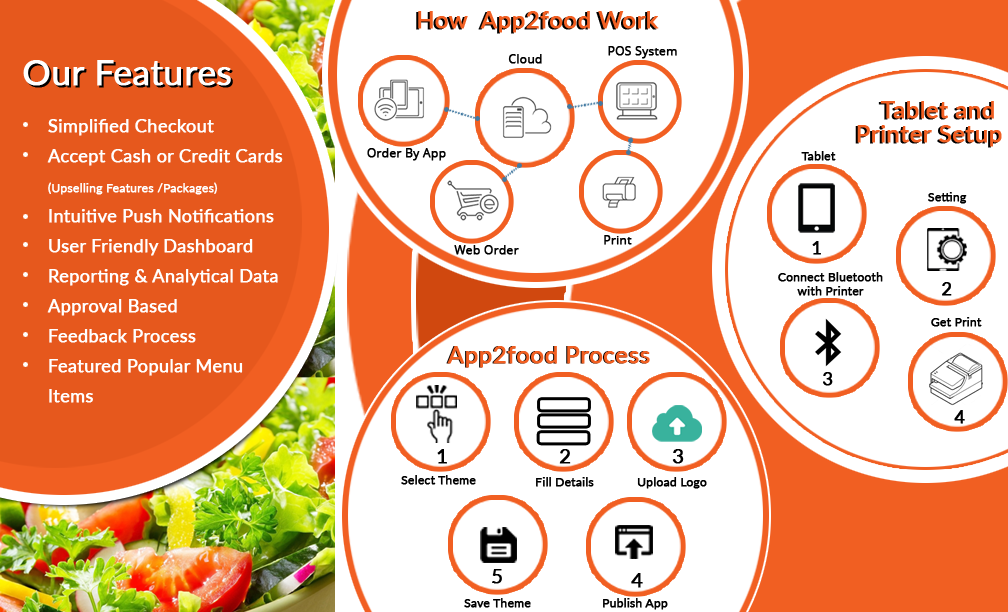 Our Features
• Simplified Checkout
• Accept Cash or Credit Cards
(Upselling Features /Packages)
• Intuitive Push Notifications
• User Friendly Dashboard
• Reporting & Analytical Data
• Approval Based
• Feedback Process
• Featured Popular Menu
Items
How App2food Work
Cloud
POS System
Order By App
Web Order
Print
App2food Process
1
Select Theme
2
Fill Details
3
Upload Logo
5
Save Theme
4
Publish App
Tablet and
Printer Setup
Tablet
1
Setting
2
Connect Bluetooth
with Printer
3
Get Print
4